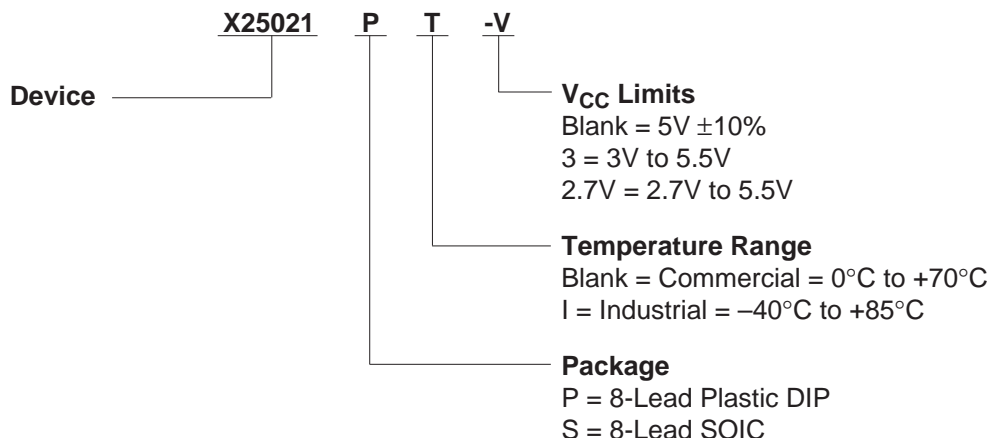 X25021 P T -V
Device
VCC Limits
Blank = 5V ±10%
3 = 3V to 5.5V
2.7V = 2.7V to 5.5V
Temperature Range
Blank = Commercial = 0°C to +70°C
I = Industrial = –40°C to +85°C
Package
P = 8-Lead Plastic DIP
S = 8-Lead SOIC